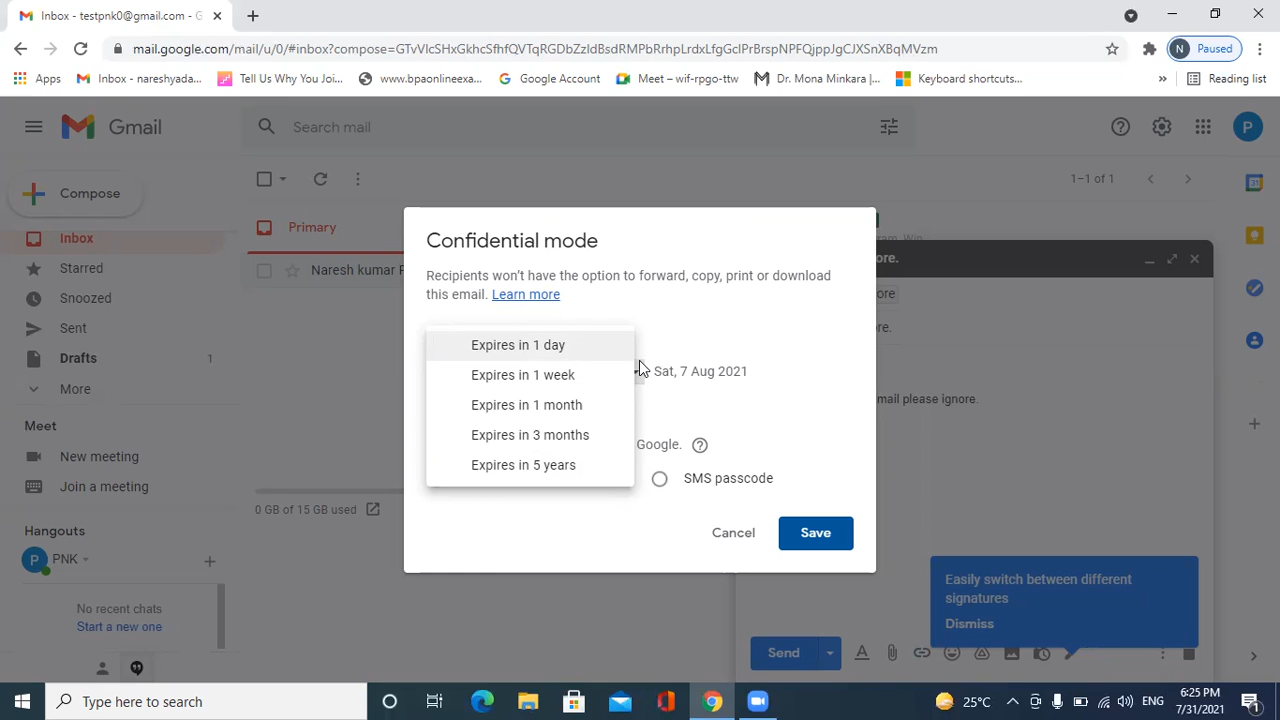 Inbox - testpnk0@gmail.com - G
mail.google.com/mail/u/0/#inbox?compose=GTvVlcSHxGkhcSfhfQVTqRGDbZzldBsdRMPbRrhpLrdxLfgGclPr8rspNPFQjppJgCJXSnXBqMVzm
N Paused
Apps
Inbox - nareshyada...
Tell Us Why You Joi...
www.bpaonlineexa...
Google Account
Meet – wif-rpgo-ttw
Dr. Mona Minkara |...
Keyboard shortcuts...
»
Reading list
Gmail
Search mail
P
Compose
1–1 of 1
Inbox
Primary
Starred
Naresh kumar P
Snoozed
Sent
Drafts 1
More
Confidential mode
Recipients won't have the option to forward, copy, print or download
this email. Learn more
Expires in 1 day
Expires in 1 week
Sat, 7 Aug 2021
Expires in 1 month
Expires in 3 months
Google.
Expires in 5 years
SMS passcode
Cancel
Save
ram, Win
ore.
ore
re.
mail please ignore.
Meet
New meeting
Join a meeting
0 GB of 15 GB used
Hangouts
P PNK
No recent chats
Start a new one
Easily switch between different
signatures
Dismiss
Send
Type here to search
25°C
ENG
6:25 PM
7/31/2021
1